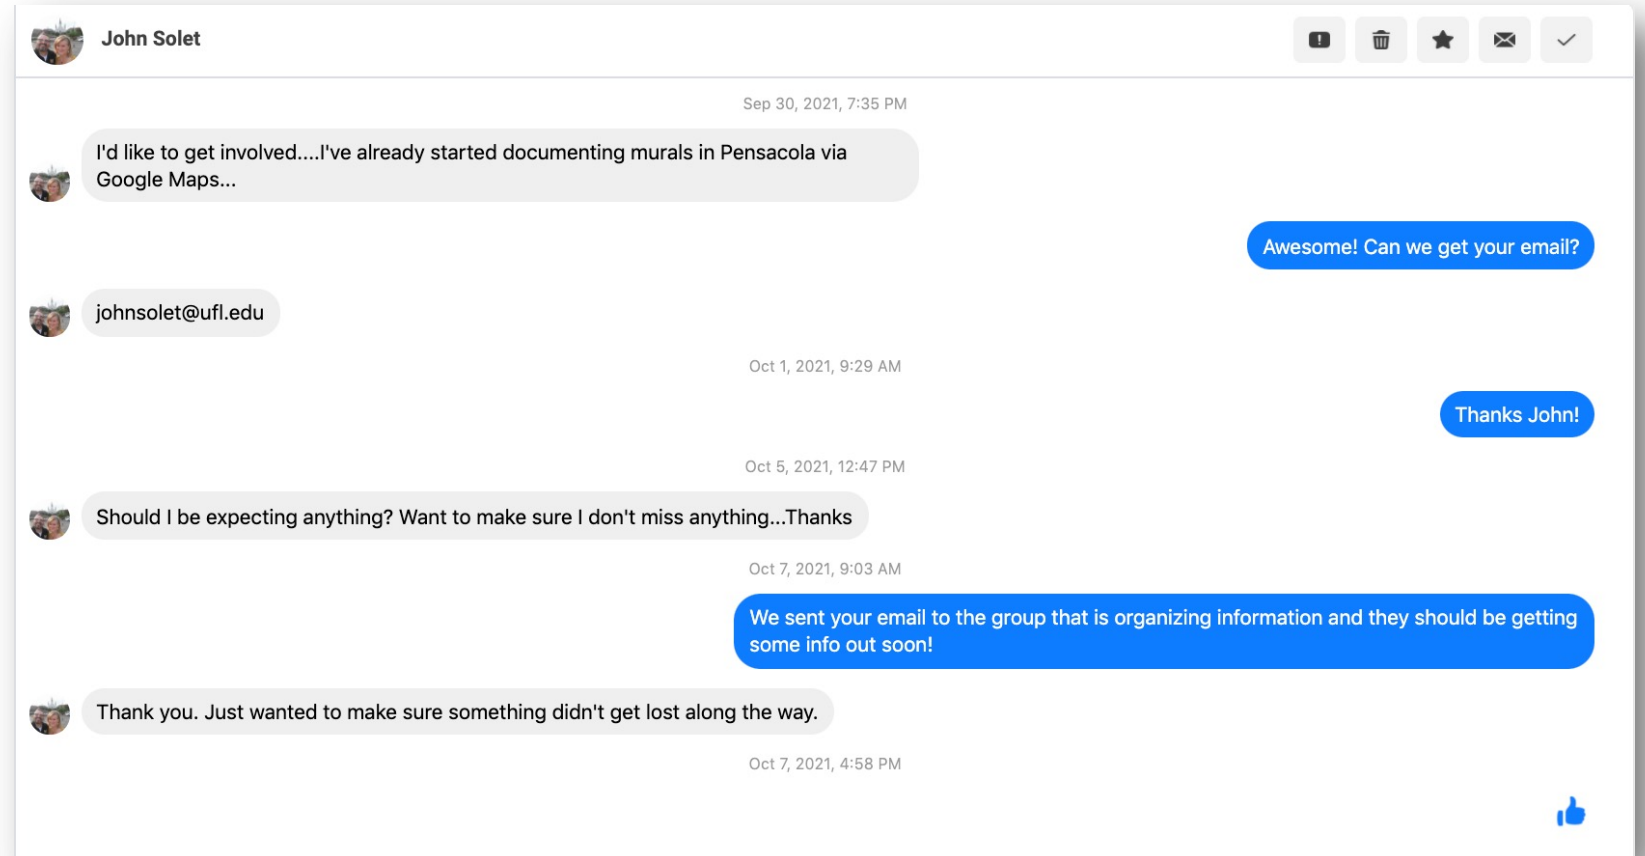 John Solet
Sep 30, 2021, 7:35 PM
I'd like to get involved....I've already started documenting murals in Pensacola via
Google Maps...
Awesome! Can we get your email?
johnsolet@ufl.edu
Oct 1, 2021, 9:29 AM
Thanks John!
Oct 5, 2021, 12:47 PM
Should I be expecting anything? Want to make sure I don't miss anything...Thanks
Oct 7, 2021, 9:03 AM
We sent your email to the group that is organizing information and they should be getting
some info out soon!
Thank you. Just wanted to make sure something didn't get lost along the way.
Oct 7, 2021, 4:58 PM